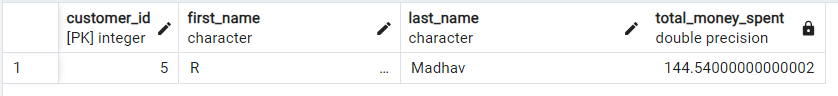 customer_id first_name last_name total_money_spent
[PK] integer character character double precision
1 5 R ... Madhav 144.54000000000002